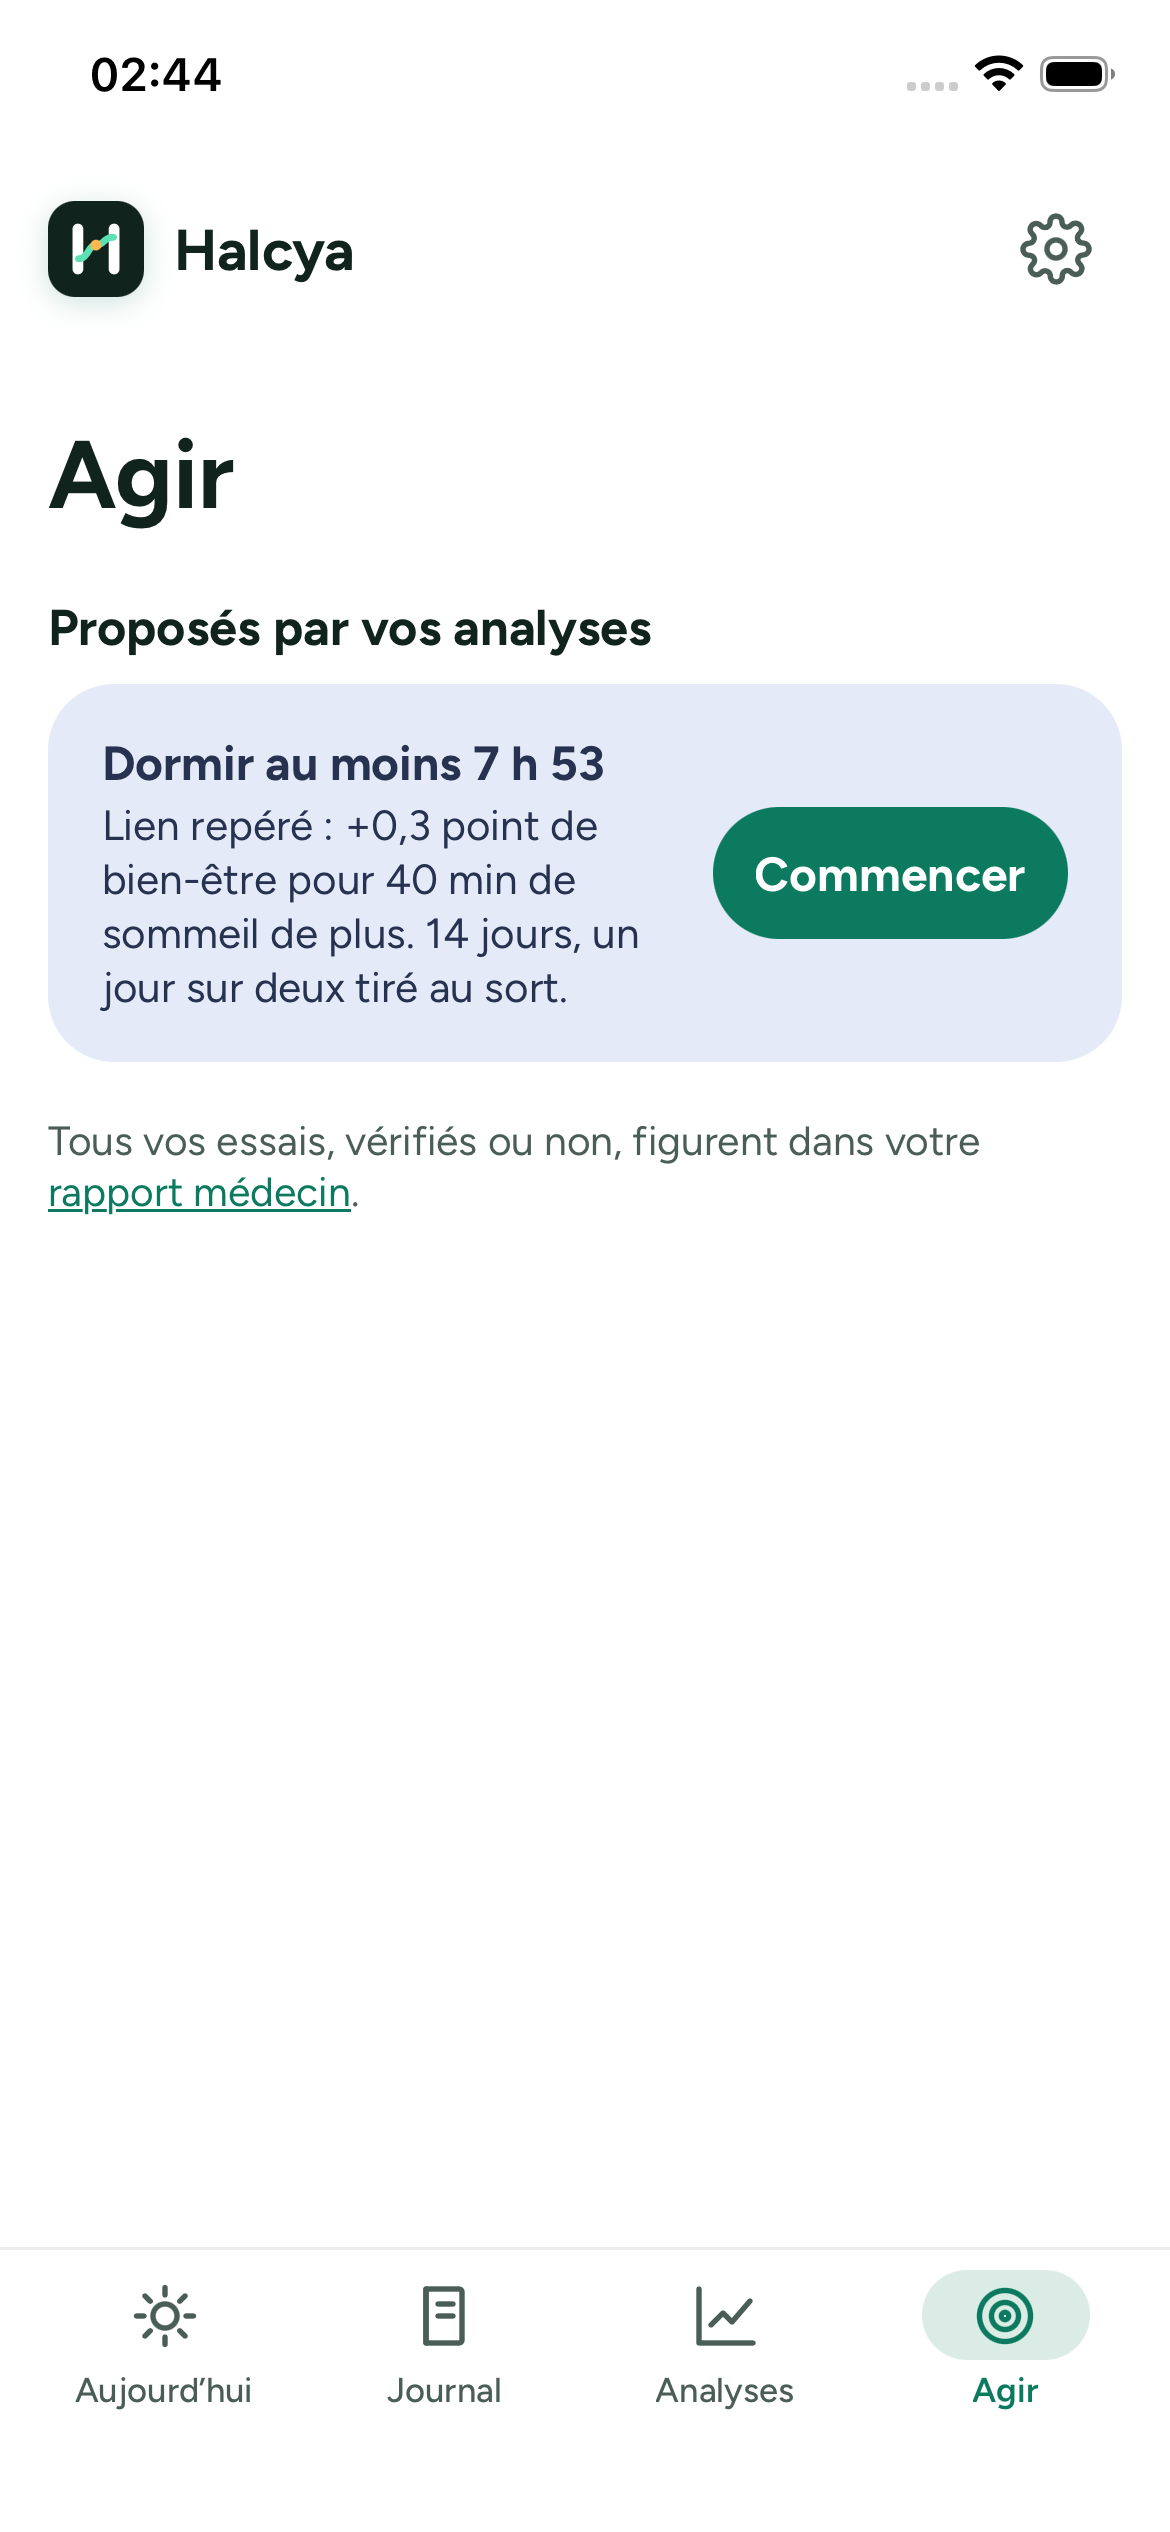 02:44
Halcya
Agir
Proposés par vos analyses
Dormir au moins 7 h 53
Lien repéré : +0,3 point de
bien-être pour 40 min de
sommeil de plus. 14 jours, un
jour sur deux tiré au sort.
Commencer
Tous vos essais, vérifiés ou non, figurent dans votre
rapport médecin.
Aujourd’hui
Journal
Analyses
Agir